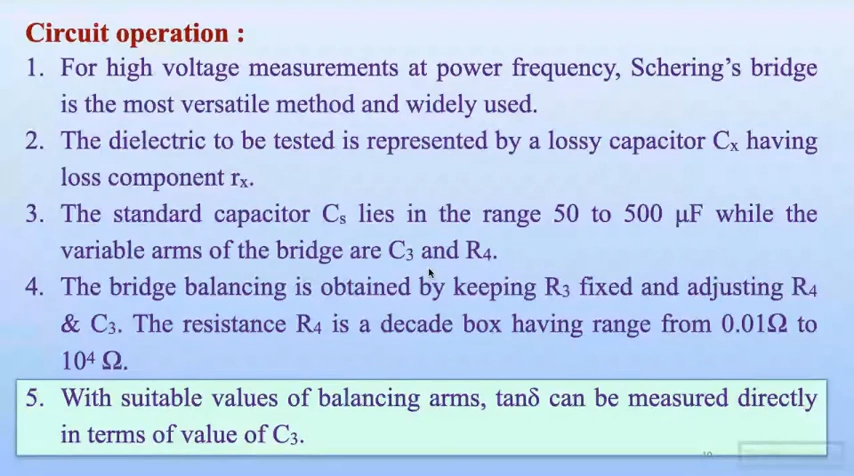 Circuit operation :
1. For high voltage measurements at power frequency, Schering's bridge
is the most versatile method and widely used.
2. The dielectric to be tested is represented by a lossy capacitor Cₓ having
loss component rₓ.
3. The standard capacitor Cₛ lies in the range 50 to 500 μF while the
variable arms of the bridge are C₃ and R₄.
4. The bridge balancing is obtained by keeping R₃ fixed and adjusting R₄
& C₃. The resistance R₄ is a decade box having range from 0.01Ω to
10⁴ Ω.
5. With suitable values of balancing arms, tanδ can be measured directly
in terms of value of C₃.